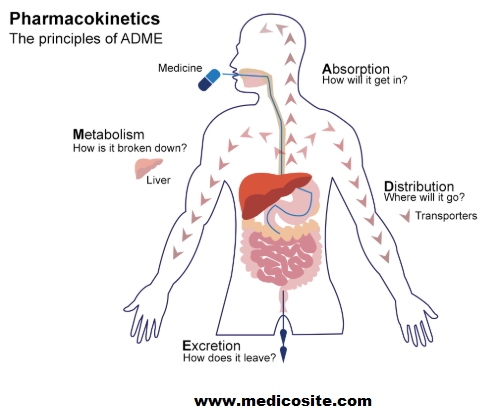 Pharmacokinetics
The principles of ADME
Medicine
Absorption
How will it get in?
Metabolism
How is it broken down?
Liver
Distribution
Where will it go?
Transporters
Excretion
How does it leave?
www.medicosite.com